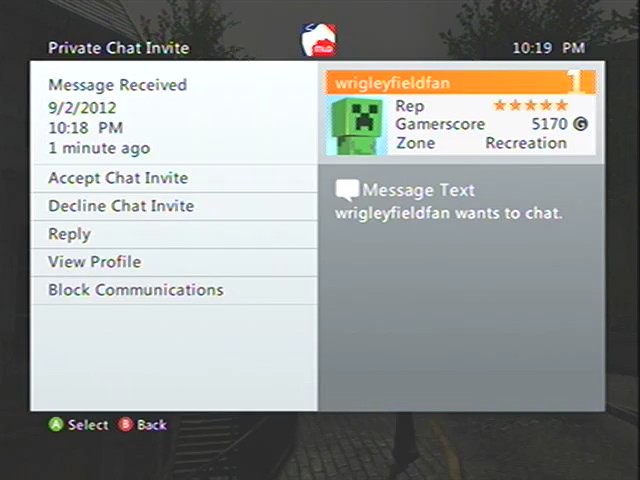 Private Chat Invite
MLG
10:19 PM
Message Received
9/2/2012
10:18 PM
1 minute ago
Accept Chat Invite
Decline Chat Invite
Reply
View Profile
Block Communications
wrigleyfieldfan 1
Rep
Gamerscore 5170 G
Zone Recreation
Message Text
wrigleyfieldfan wants to chat.
A Select B Back